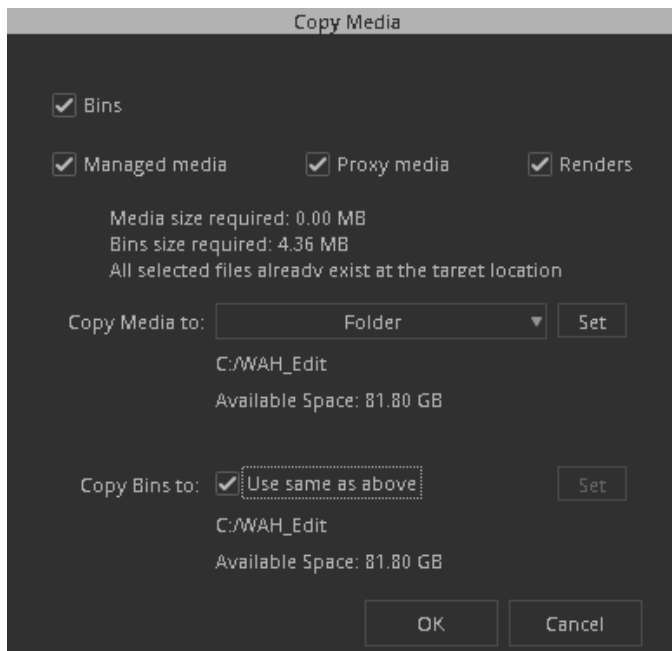 Copy Media
Bins
Managed media Proxy media Renders
Media size required: 0.00 MB
Bins size required: 4.36 MB
All selected files already exist at the target location
Copy Media to: Folder Set
C:/WAH_Edit
Available Space: 81.80 GB
Copy Bins to: Use same as above Set
C:/WAH_Edit
Available Space: 81.80 GB
OK Cancel